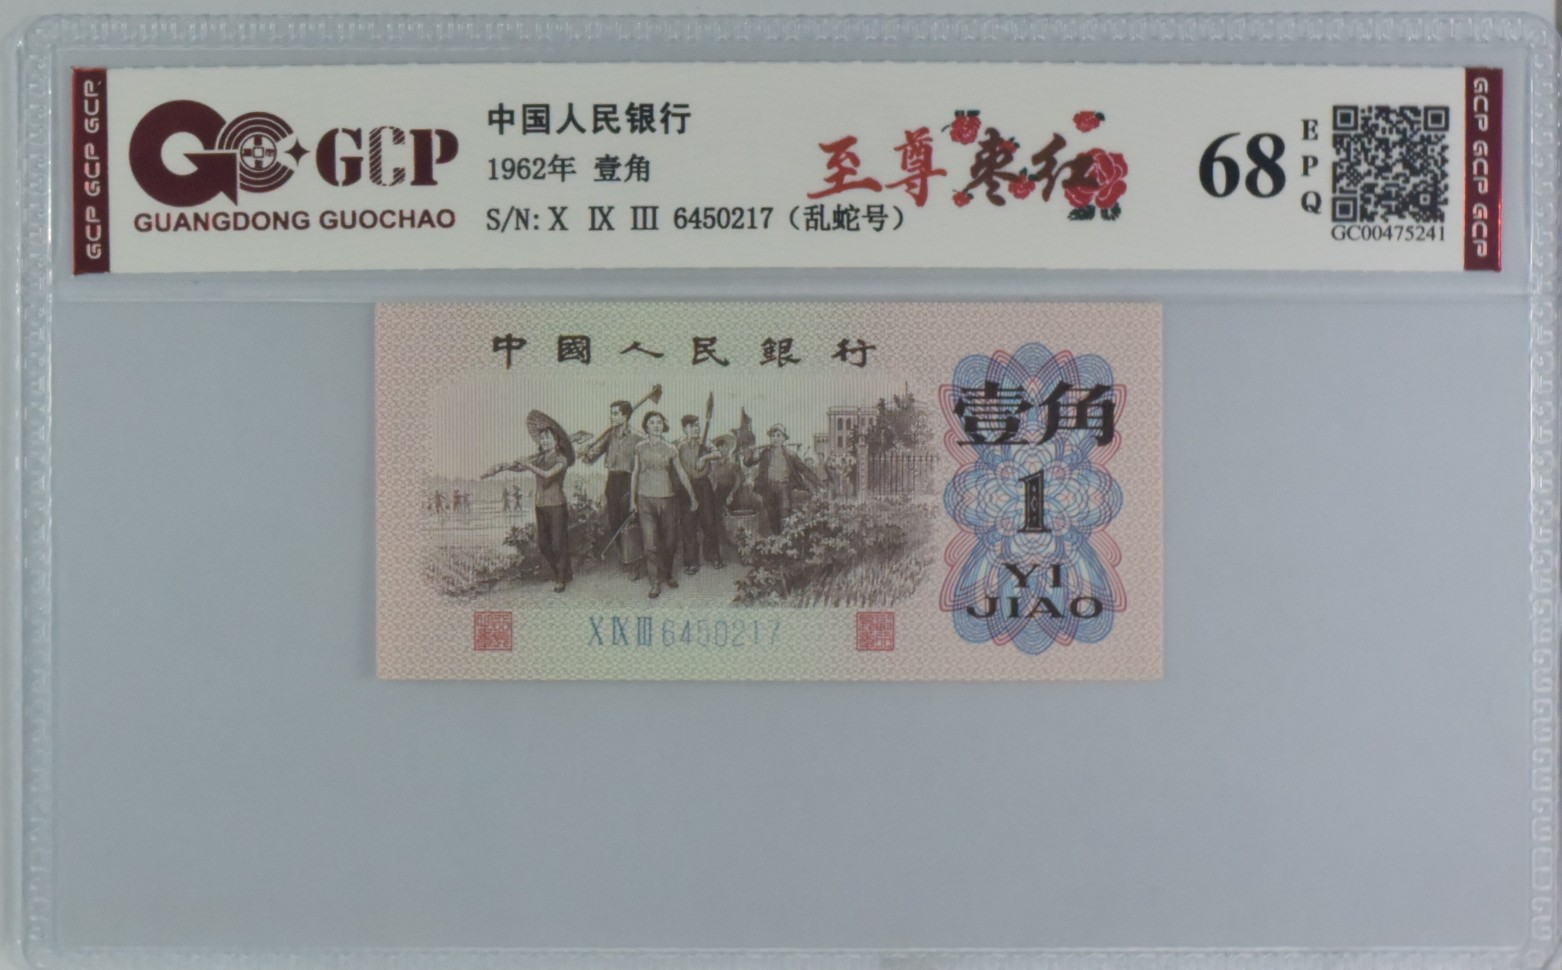 GCP GCP GCP
GCP
GUANGDONG GUOCHAO
中国人民银行
1962年 壹角
S/N: X IX III 6450217（乱蛇号）
至尊枣红
68
EPQ
GC00475241
GCP GCP GCP
中國人民銀行
壹角
1
YI
JIAO
X IX III 6450217